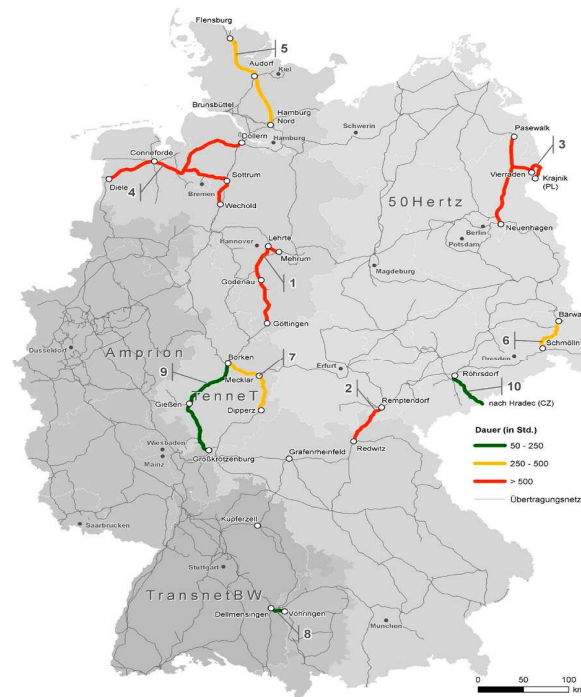 Flensburg
5
Audorf
Kiel
Brunsbüttel
Hamburg
Nord
Schwerin
Dollern
Hamburg
Pasewalk
3
Conneforde
Vierraden
Krajnik
(PL)
Diele
4
Sottrum
Bremen
50Hertz
Wechold
Neuenhagen
Lehrte
Hannover
Berlin
Mehrum
Potsdam
1
Magdeburg
Godenau
Göttingen
Bärwa
6
Schmölln
Düsseldorf
Amprion
Borken
7
Dresden
9
Mecklar
Erfurt
Röhrsdorf
TenneT
2
10
Gießen
Dipperz
Remptendorf
nach Hradec (CZ)
Dauer (in Std.)
50 - 250
250 - 500
> 500
Übertragungsnetz
Wiesbaden
Mainz
Großkrotzenburg
Grafenrheinfeld
Redwitz
Saarbrücken
Kupferzell
Stuttgart
TransnetBW
Dellmensingen
Vöhringen
8
München
0
50
100
km